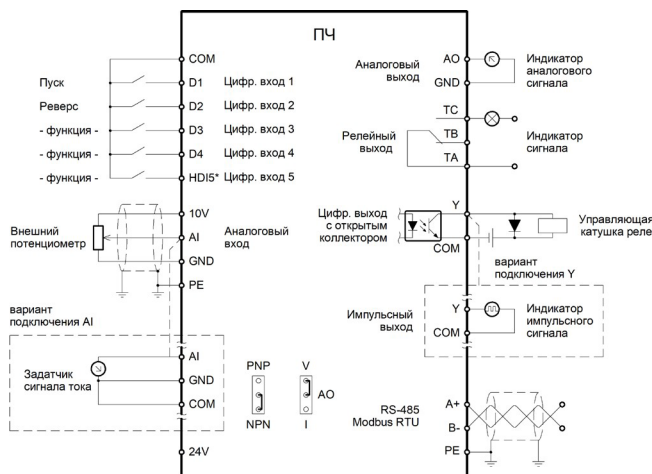 ПЧ
COM
Пуск
D1
Цифр. вход 1
Реверс
D2
Цифр. вход 2
- функция -
D3
Цифр. вход 3
- функция -
D4
Цифр. вход 4
- функция -
HDI5*
Цифр. вход 5
10V
Внешний
потенциометр
AI
Аналоговый
вход
GND
PE
вариант
подключения AI
AI
Задатчик
сигнала тока
GND
COM
24V
PNP
NPN
V
AO
I
Аналоговый
выход
AO
GND
Индикатор
аналогового
сигнала
Релейный
выход
TC
TB
TA
Индикатор
сигнала
Цифр. выход
с открытым
коллектором
Y
COM
Управляющая
катушка реле
вариант
подключения Y
Импульсный
выход
Y
COM
Индикатор
импульсного
сигнала
RS-485
Modbus RTU
A+
B-
PE